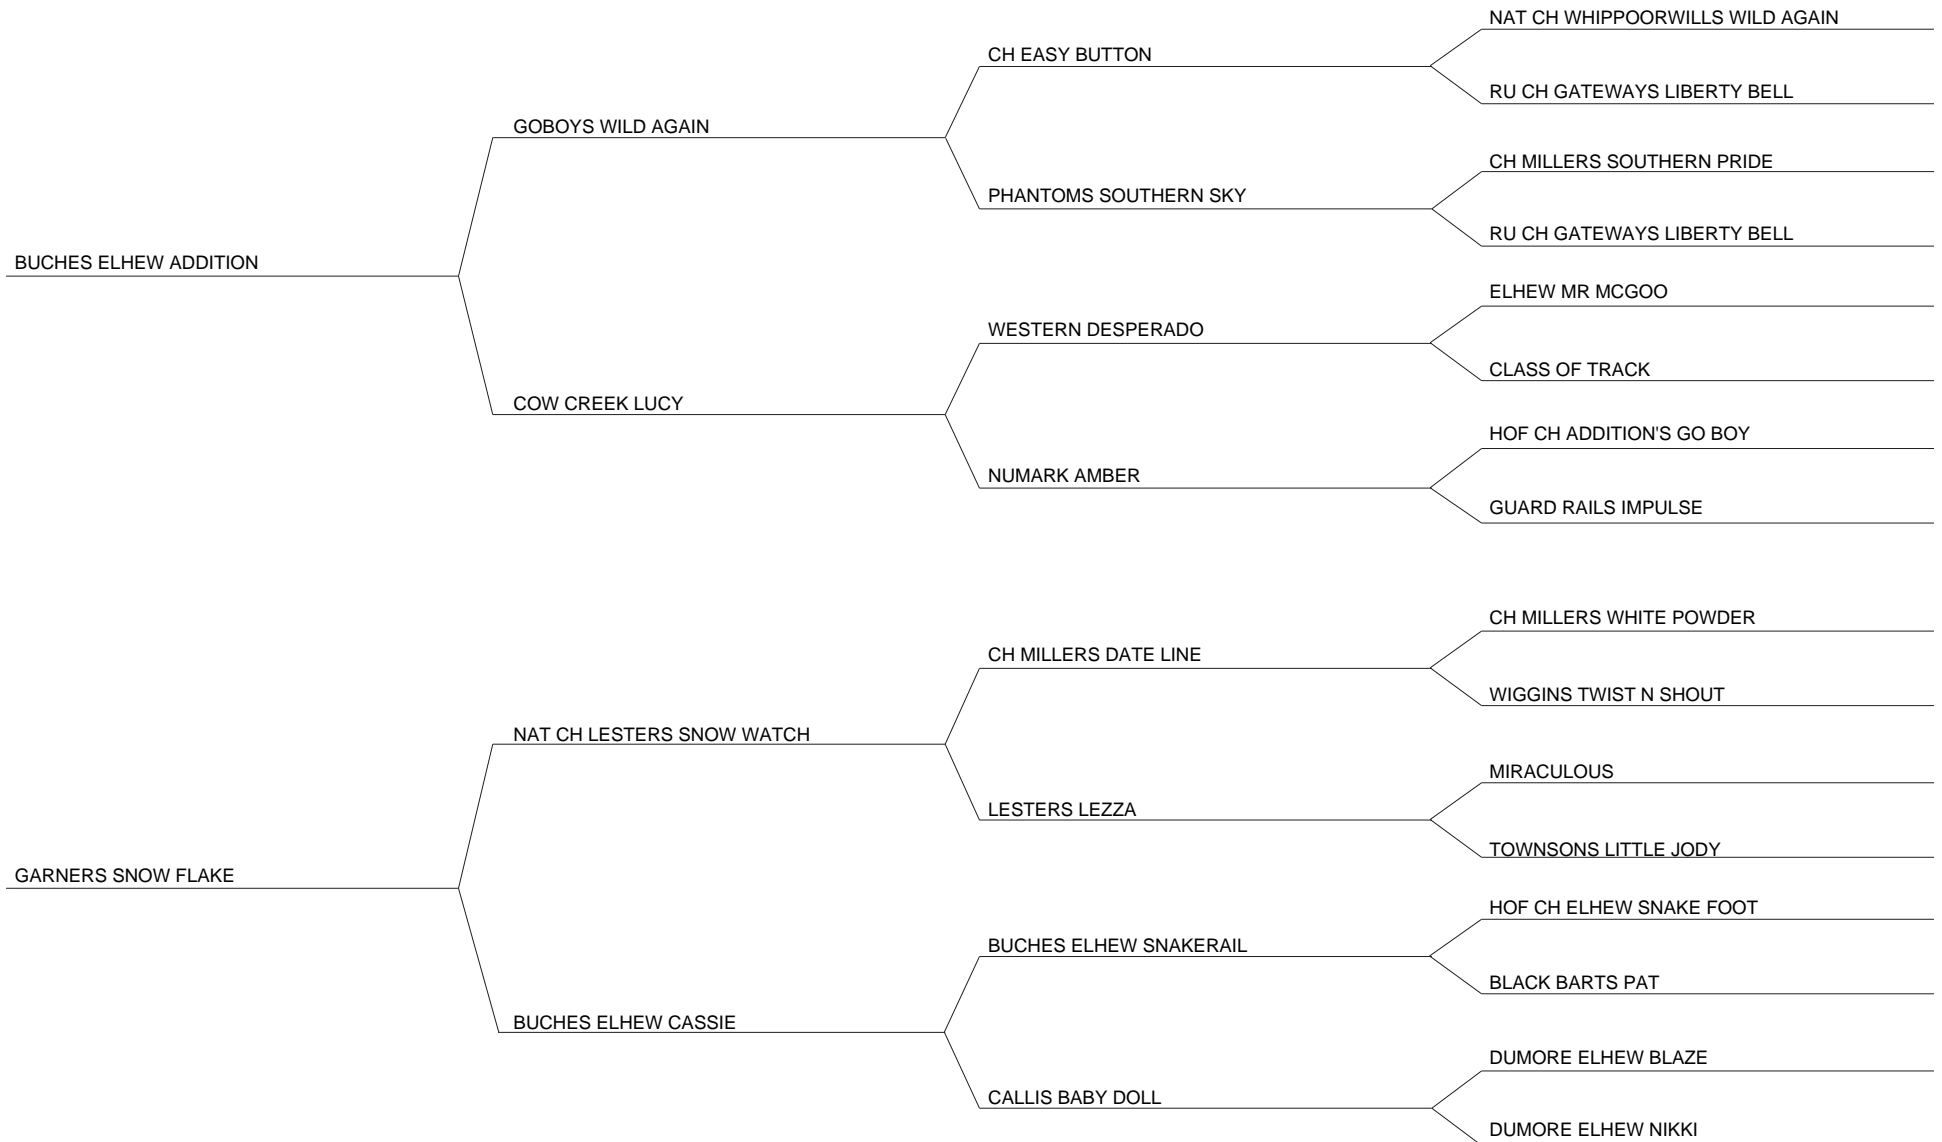 NAT CH WHIPPOORWILLS WILD AGAIN
CH EASY BUTTON
RU CH GATEWAYS LIBERTY BELL
GOBOYS WILD AGAIN
CH MILLERS SOUTHERN PRIDE
PHANTOMS SOUTHERN SKY
RU CH GATEWAYS LIBERTY BELL
BUCHES ELHEW ADDITION
ELHEW MR MCGOO
WESTERN DESPERADO
CLASS OF TRACK
COW CREEK LUCY
HOF CH ADDITION'S GO BOY
NUMARK AMBER
GUARD RAILS IMPULSE
CH MILLERS WHITE POWDER
CH MILLERS DATE LINE
WIGGINS TWIST N SHOUT
NAT CH LESTERS SNOW WATCH
MIRACULOUS
LESTERS LEZZA
TOWNSONS LITTLE JODY
GARNERS SNOW FLAKE
HOF CH ELHEW SNAKE FOOT
BUCHES ELHEW SNAKERAIL
BLACK BARTS PAT
BUCHES ELHEW CASSIE
DUMORE ELHEW BLAZE
CALLIS BABY DOLL
DUMORE ELHEW NIKKI